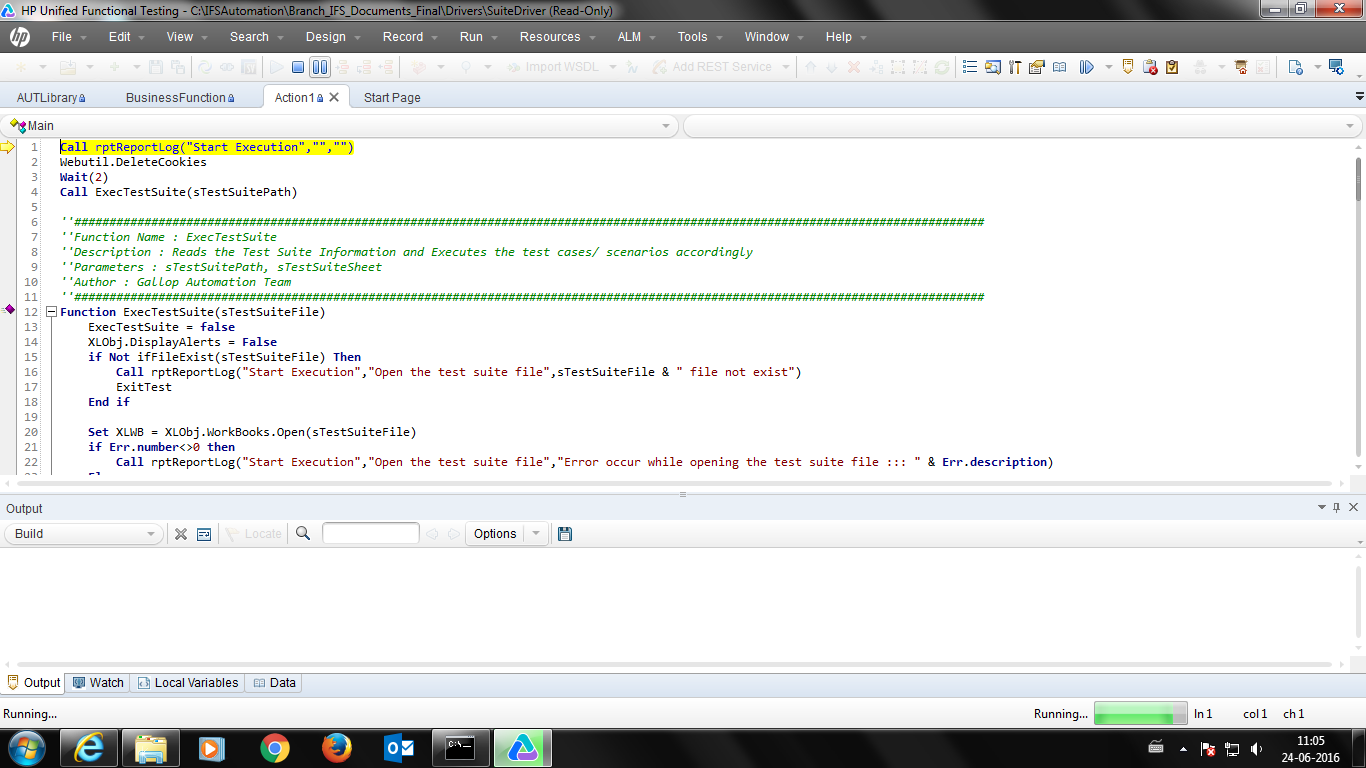 HP Unified Functional Testing - C:\IFSAutomation\Branch_IFS_Documents_Final\Drivers\SuiteDriver (Read-Only)
hp File Edit View Search Design Record Run Resources ALM Tools Window Help
Import WSDL Add REST Service
AUTLibrary BusinessFunction Action1 Start Page
Main
1 Call rptReportLog("Start Execution","","")
2 Webutil.DeleteCookies
3 Wait(2)
4 Call ExecTestSuite(sTestSuitePath)
5
6 ''##################################################################################################################################
7 ''Function Name : ExecTestSuite
8 ''Description : Reads the Test Suite Information and Executes the test cases/ scenarios accordingly
9 ''Parameters : sTestSuitePath, sTestSuiteSheet
10 ''Author : Gallop Automation Team
11 ''##################################################################################################################################
12 Function ExecTestSuite(sTestSuiteFile)
13 ExecTestSuite = false
14 XLObj.DisplayAlerts = False
15 if Not ifFileExist(sTestSuiteFile) Then
16 Call rptReportLog("Start Execution","Open the test suite file",sTestSuiteFile & " file not exist")
17 ExitTest
18 End if
19
20 Set XLWB = XLObj.WorkBooks.Open(sTestSuiteFile)
21 if Err.number<>0 then
22 Call rptReportLog("Start Execution","Open the test suite file","Error occur while opening the test suite file ::: " & Err.description)
Output
Build Locate Options
Output Watch Local Variables Data
Running... Running... ln 1 col 1 ch 1
11:05
24-06-2016